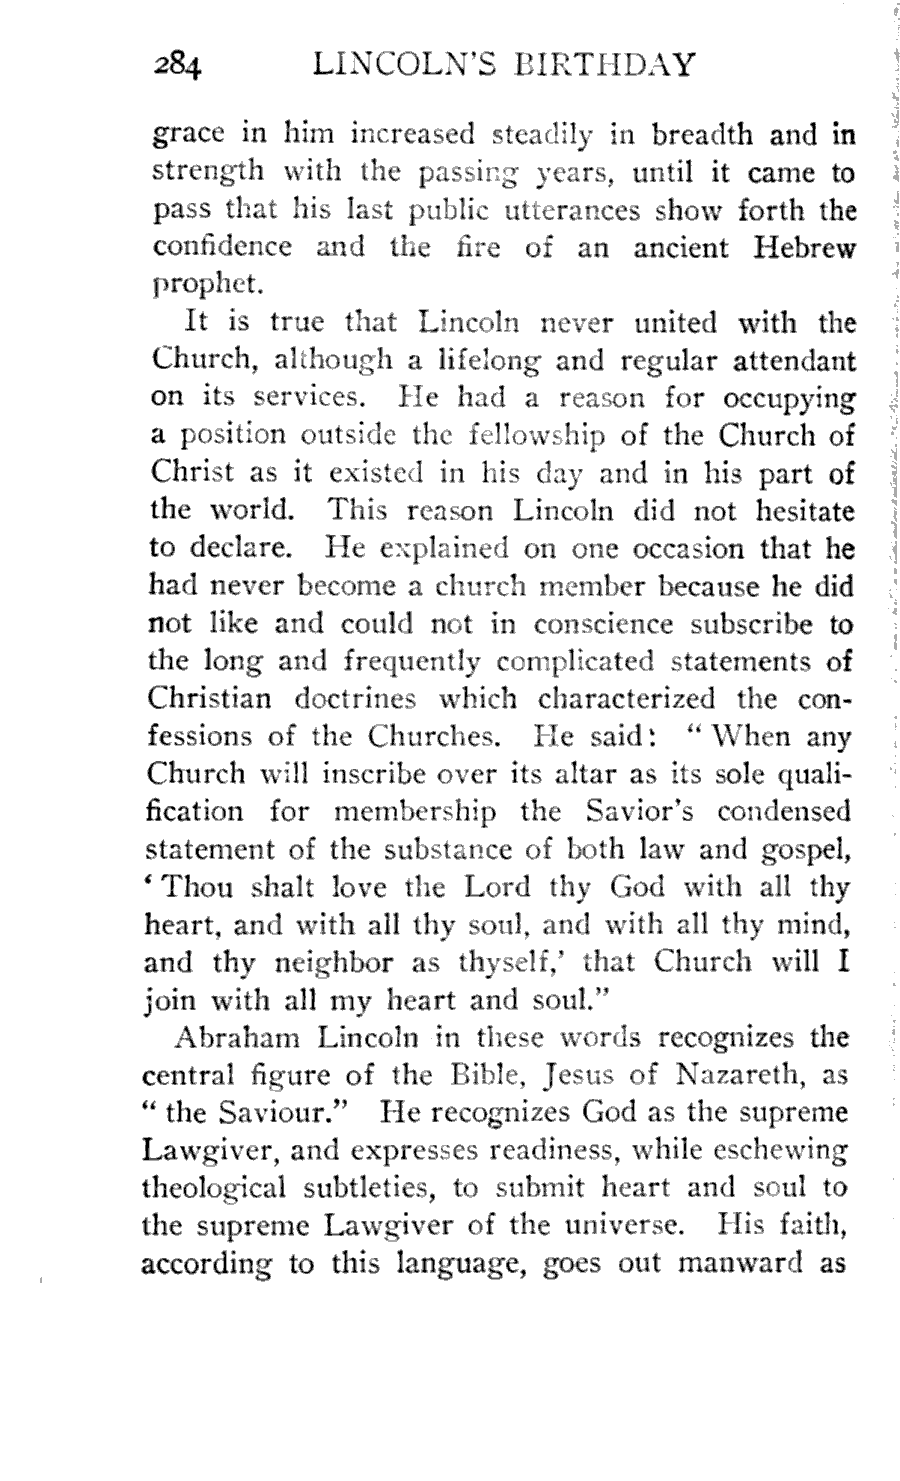 284 LINCOLN'S BIRTHDAY
grace in him increased steadily in breadth and in
strength with the passing years, until it came to
pass that his last public utterances show forth the
confidence and the fire of an ancient Hebrew
prophet.
It is true that Lincoln never united with the
Church, although a lifelong and regular attendant
on its services. He had a reason for occupying
a position outside the fellowship of the Church of
Christ as it existed in his day and in his part of
the world. This reason Lincoln did not hesitate
to declare. He explained on one occasion that he
had never become a church member because he did
not like and could not in conscience subscribe to
the long and frequently complicated statements of
Christian doctrines which characterized the con-
fessions of the Churches. He said: " When any
Church will inscribe over its altar as its sole quali-
fication for membership the Savior's condensed
statement of the substance of both law and gospel,
' Thou shalt love the Lord thy God with all thy
heart, and with all thy soul, and with all thy mind,
and thy neighbor as thyself,' that Church will I
join with all my heart and soul."
Abraham Lincoln in these words recognizes the
central figure of the Bible, Jesus of Nazareth, as
" the Saviour." He recognizes God as the supreme
Lawgiver, and expresses readiness, while eschewing
theological subtleties, to submit heart and soul to
the supreme Lawgiver of the universe. His faith,
according to this language, goes out manward as